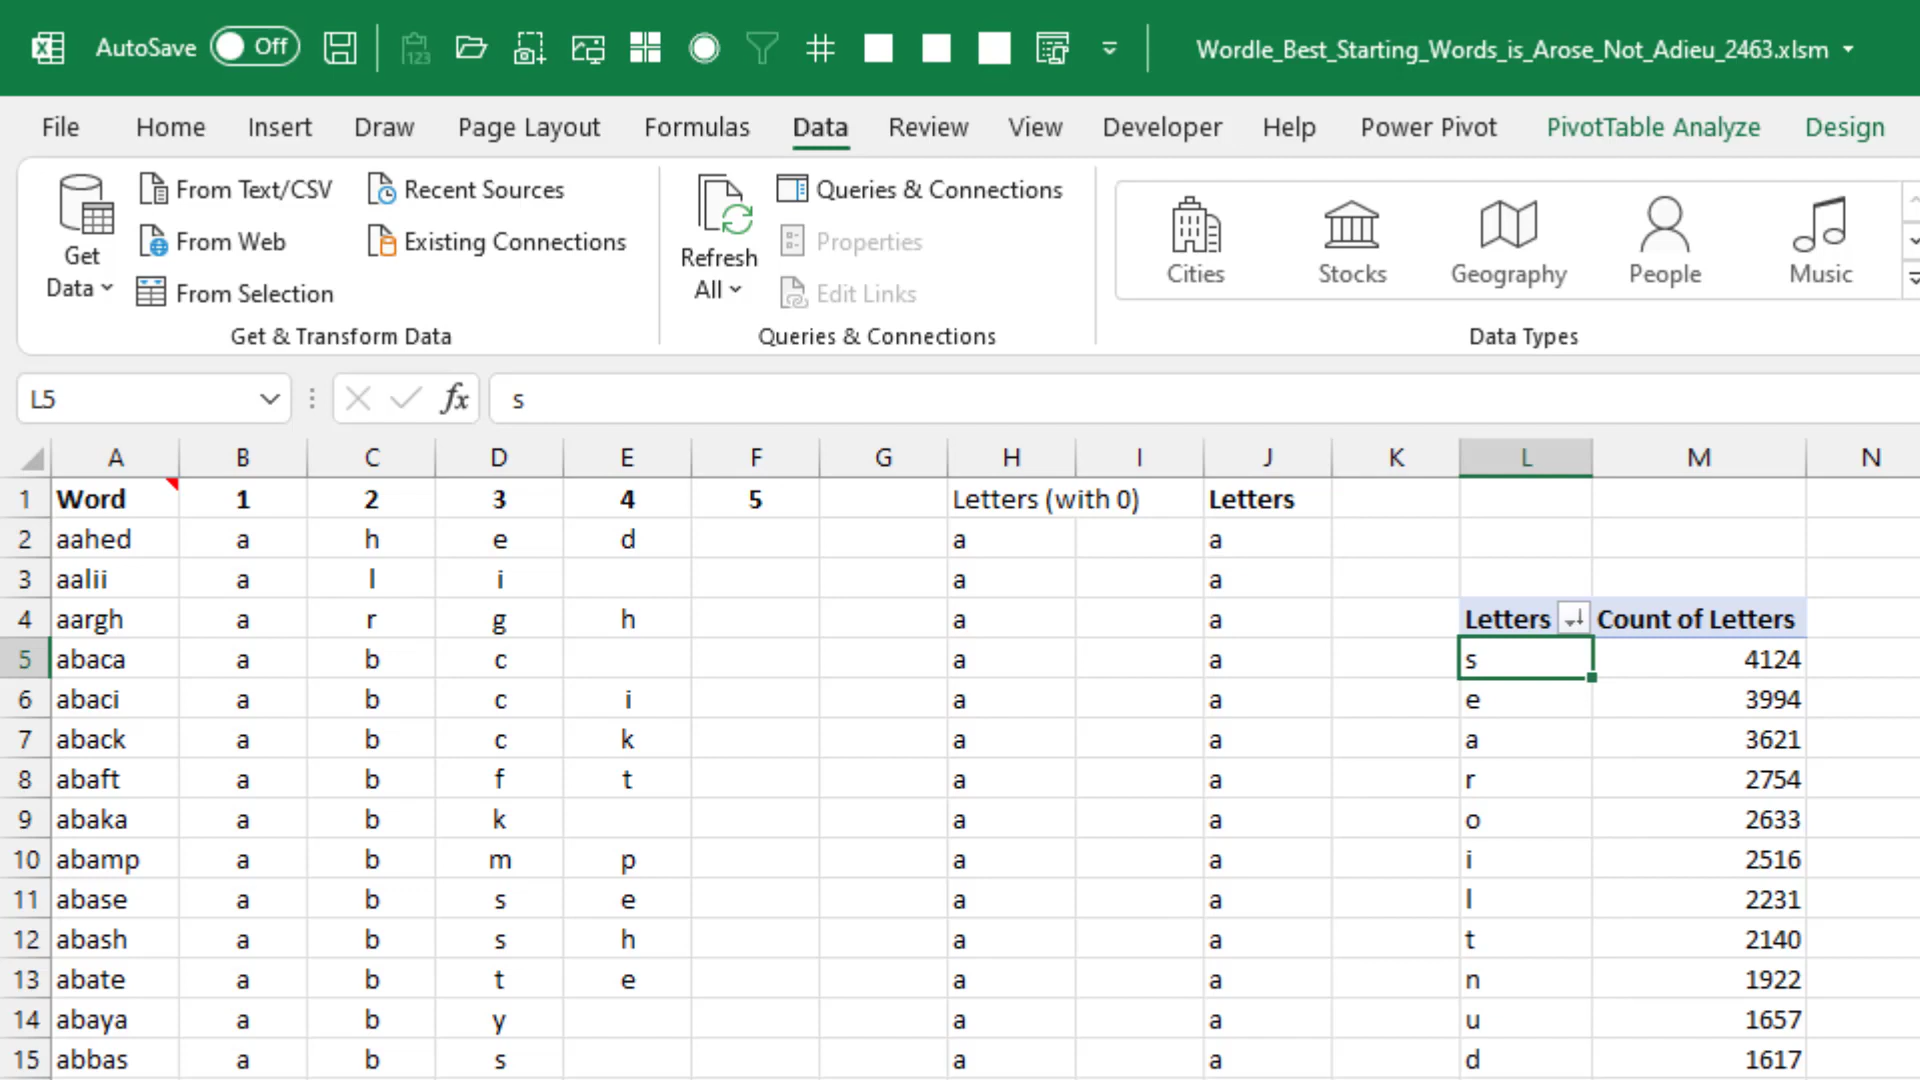 AutoSave Off 123 Wordle_Best_Starting_Words_is_Arose_Not_Adieu_2463.xlsm
File Home Insert Draw Page Layout Formulas Data Review View Developer Help Power Pivot PivotTable Analyze Design
Get Data
From Text/CSV
From Web
From Selection
Recent Sources
Existing Connections
Get & Transform Data
Refresh All
Queries & Connections
Properties
Edit Links
Queries & Connections
Cities Stocks Geography People Music
Data Types
L5 fx s
A B C D E F G H I J K L M N
1 Word 1 2 3 4 5 Letters (with 0) Letters
2 aahed a h e d a a
3 aalii a l i a a
4 aargh a r g h a a Letters Count of Letters
5 abaca a b c a a s 4124
6 abaci a b c i a a e 3994
7 aback a b c k a a a 3621
8 abaft a b f t a a r 2754
9 abaka a b k a a o 2633
10 abamp a b m p a a i 2516
11 abase a b s e a a l 2231
12 abash a b s h a a t 2140
13 abate a b t e a a n 1922
14 abaya a b y a a u 1657
15 abbas a b s a a d 1617